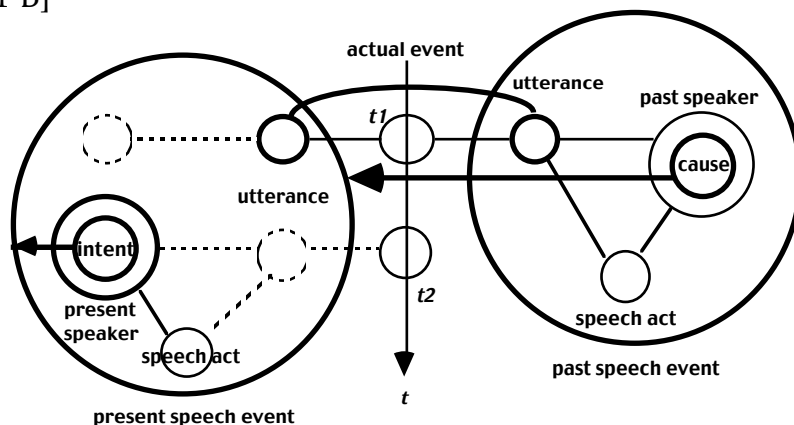 actual event
utterance
past speaker
t1
cause
utterance
intent
t2
present
speaker
speech act
speech act
past speech event
t
present speech event